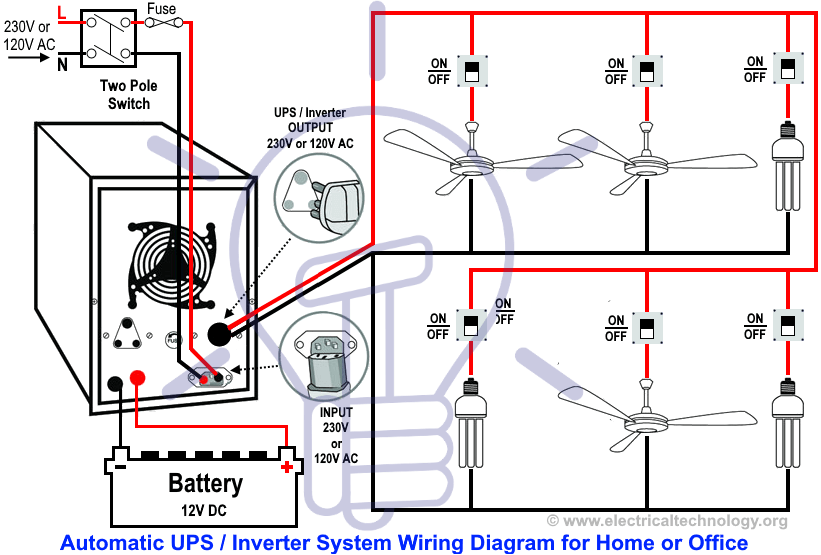 L
Fuse
230V or
120V AC
N
Two Pole
Switch
UPS / Inverter
OUTPUT
230V or 120V AC
ON
OFF
ON
OFF
ON
OFF
FUSE
INPUT
230V
or
120V AC
ON
OFF
ON
OFF
ON
OFF
ON
OFF
- +
Battery
12V DC
© www.electricaltechnology.org
Automatic UPS / Inverter System Wiring Diagram for Home or Office